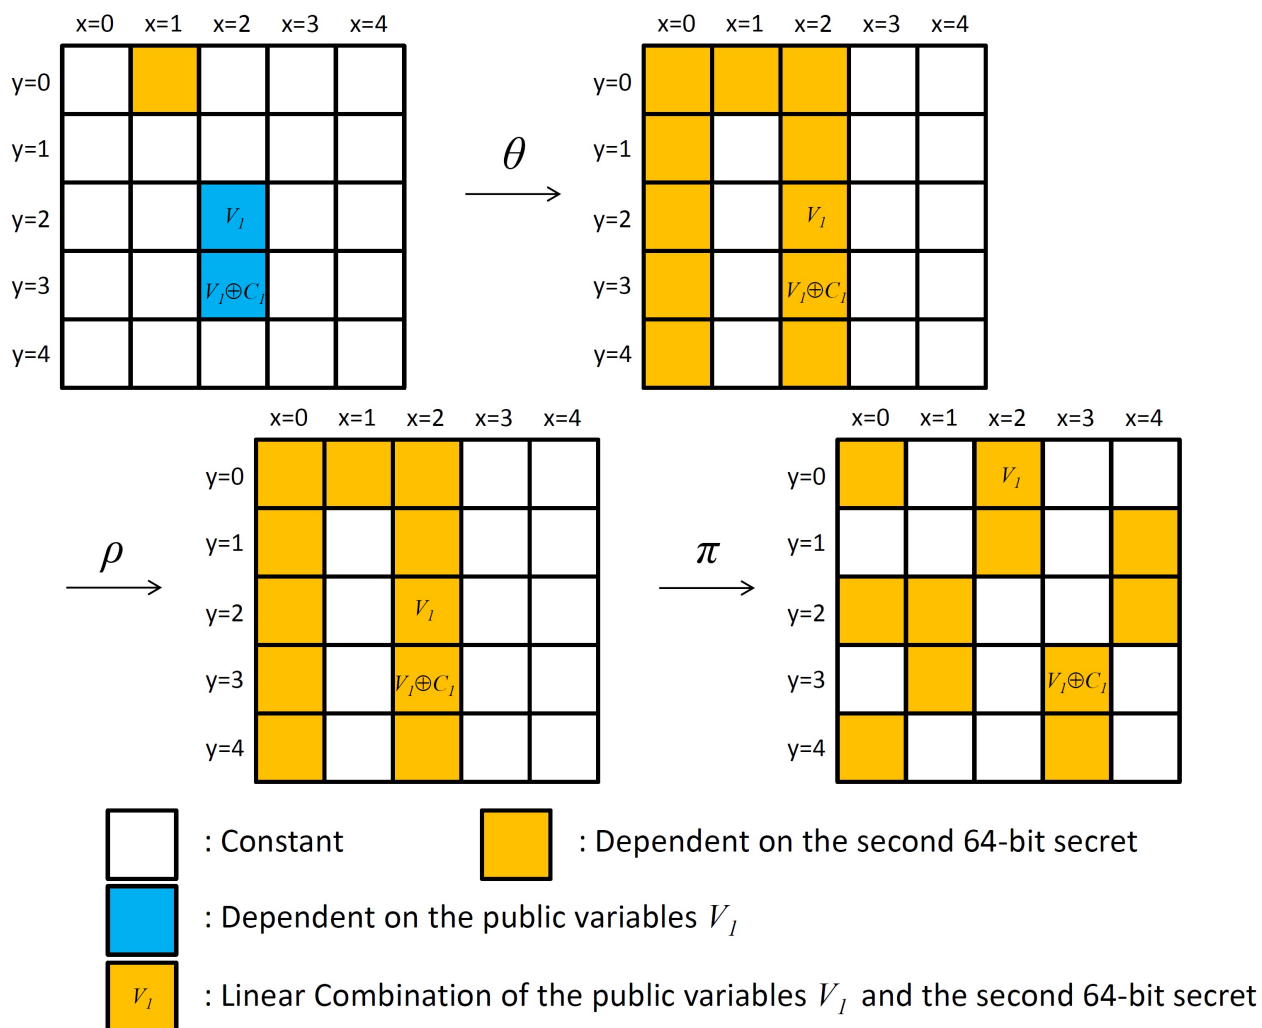 x=0 x=1 x=2 x=3 x=4
x=0 x=1 x=2 x=3 x=4
y=0
y=0
y=1
y=1
θ
y=2 V₁
y=2 V₁
y=3 V₁⊕C₁
y=3 V₁⊕C₁
y=4
y=4
x=0 x=1 x=2 x=3 x=4
x=0 x=1 x=2 x=3 x=4
y=0
y=0 V₁
ρ
y=1
π
y=1
y=2 V₁
y=2
y=3 V₁⊕C₁
y=3 V₁⊕C₁
y=4
y=4
: Constant
: Dependent on the second 64-bit secret
: Dependent on the public variables V₁
V₁ : Linear Combination of the public variables V₁ and the second 64-bit secret